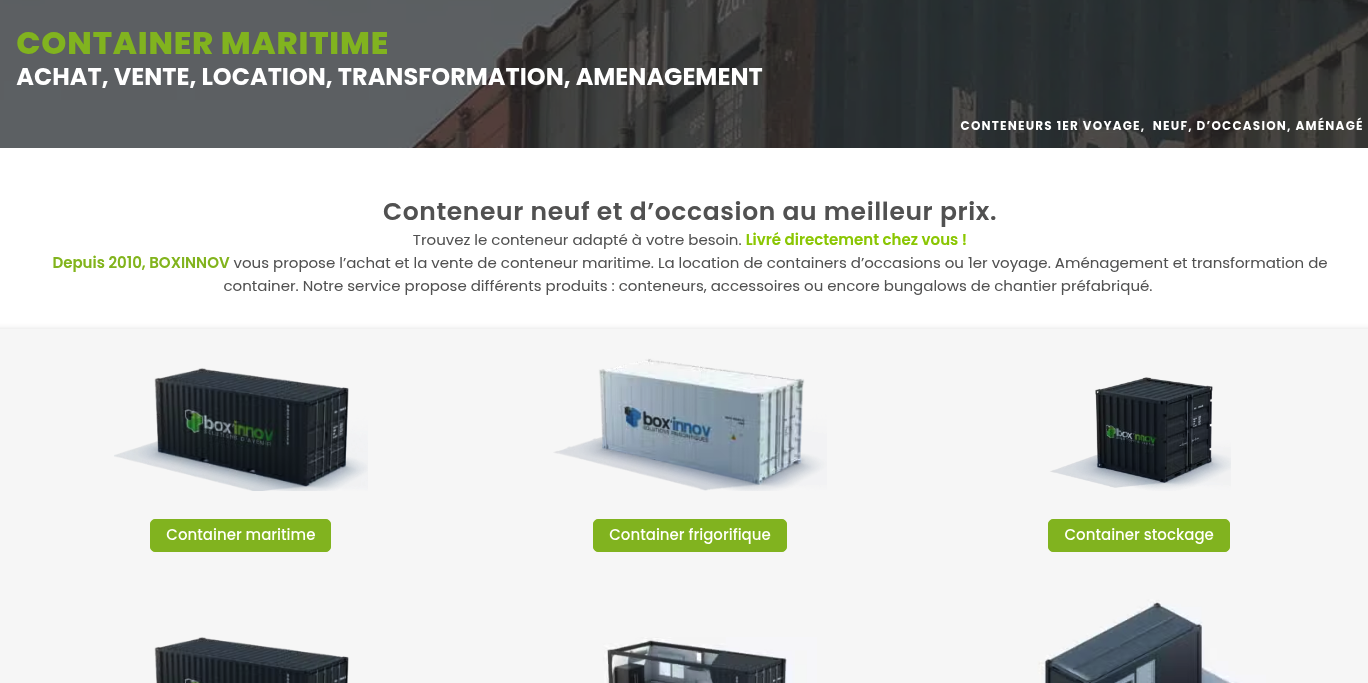 CONTAINER MARITIME
ACHAT, VENTE, LOCATION, TRANSFORMATION, AMENAGEMENT
CONTENEURS 1ER VOYAGE, NEUF, D’OCCASION, AMÉNAGÉ
Conteneur neuf et d’occasion au meilleur prix.
Trouvez le conteneur adapté à votre besoin. Livré directement chez vous !
Depuis 2010, BOXINNOV vous propose l’achat et la vente de conteneur maritime. La location de containers d’occasions ou 1er voyage. Aménagement et transformation de
container. Notre service propose différents produits : conteneurs, accessoires ou encore bungalows de chantier préfabriqué.
boxinnov
boxinnov
boxinnov
Container maritime
Container frigorifique
Container stockage